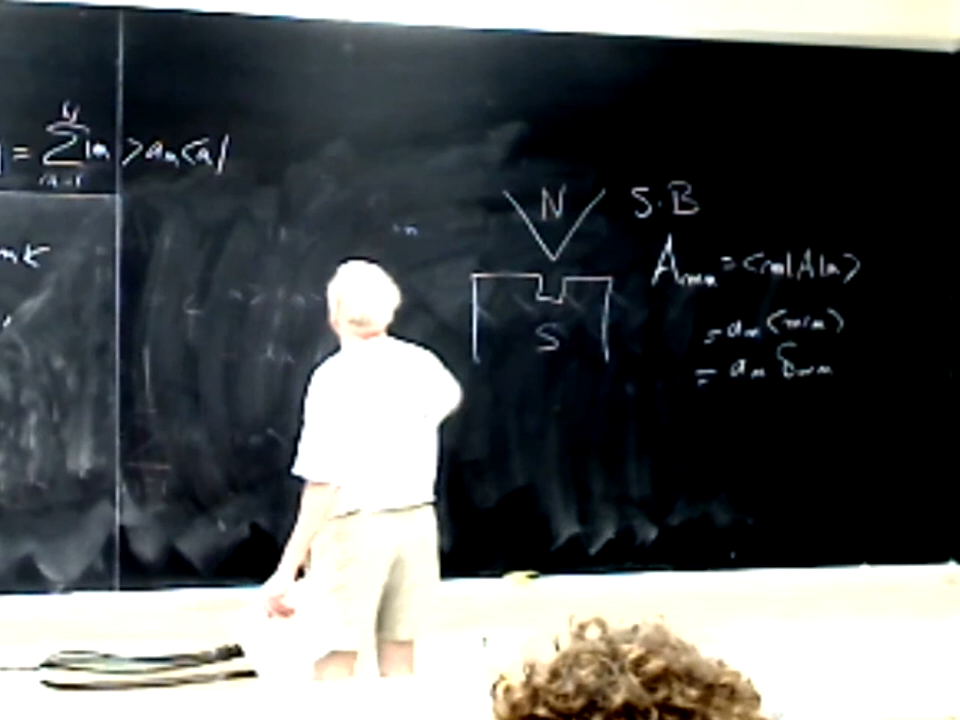 = N∑n=1 |n>aₙ<n|
N
S·B
S
Aₘₙ = <m|A|n>
= aₙ<m|n>
= aₙ δₘₙ